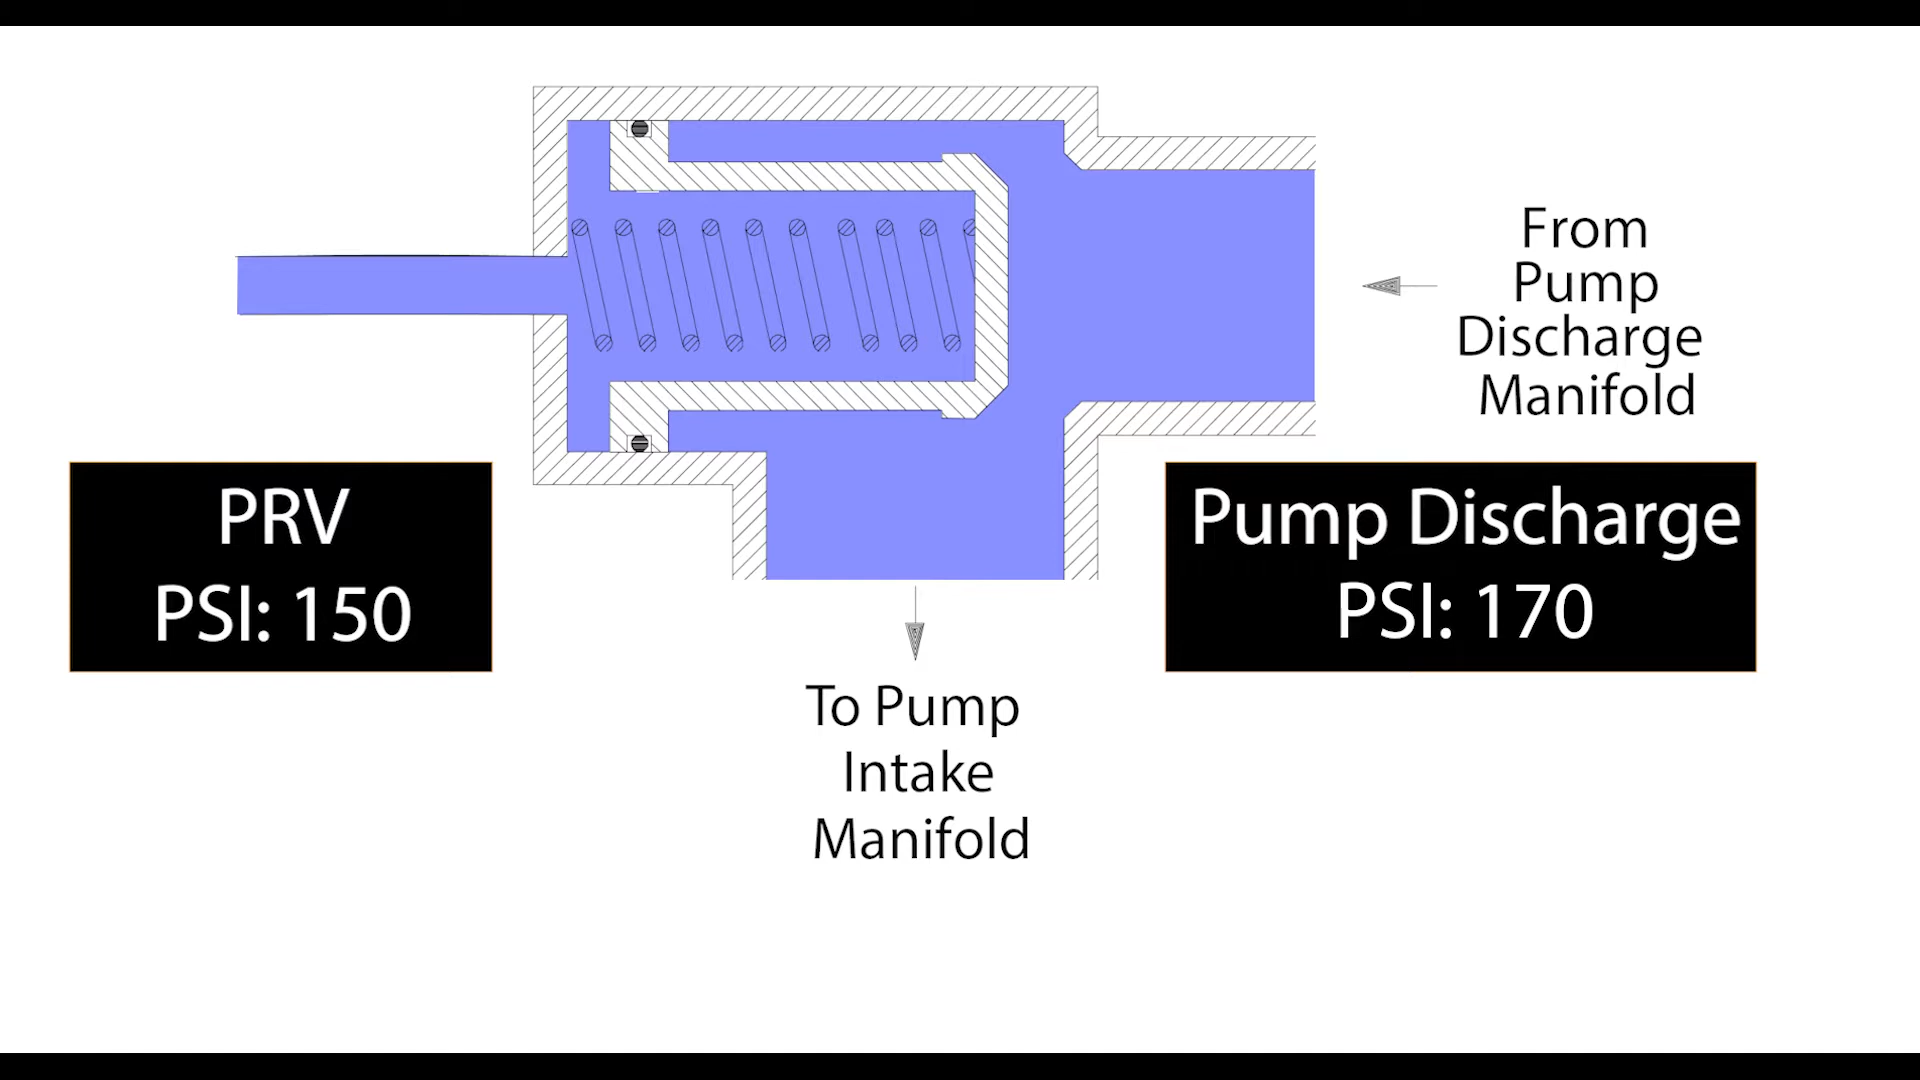 From
Pump
Discharge
Manifold
PRV
PSI: 150
Pump Discharge
PSI: 170
To Pump
Intake
Manifold